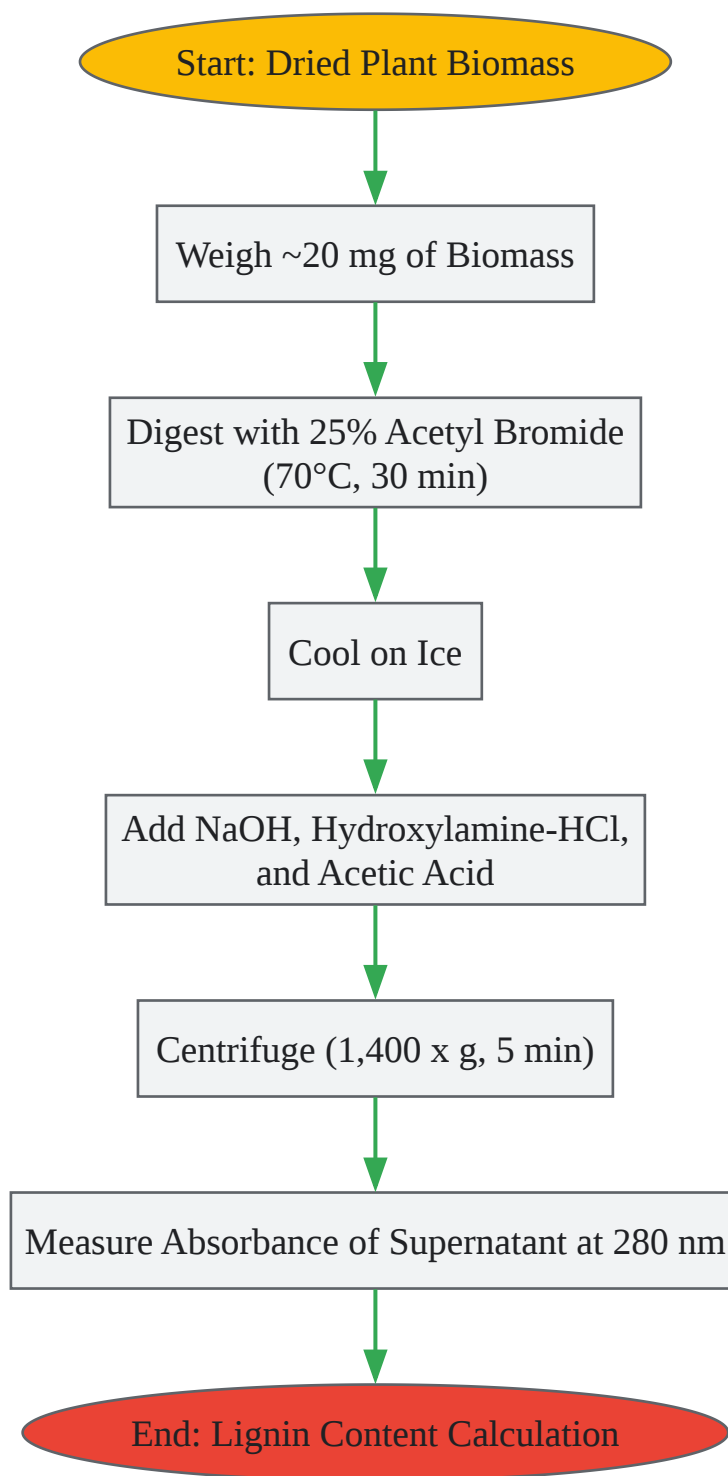 Start: Dried Plant Biomass
Weigh ~20 mg of Biomass
Digest with 25% Acetyl Bromide
(70°C, 30 min)
Cool on Ice
Add NaOH, Hydroxylamine-HCl,
and Acetic Acid
Centrifuge (1,400 x g, 5 min)
Measure Absorbance of Supernatant at 280 nm
End: Lignin Content Calculation